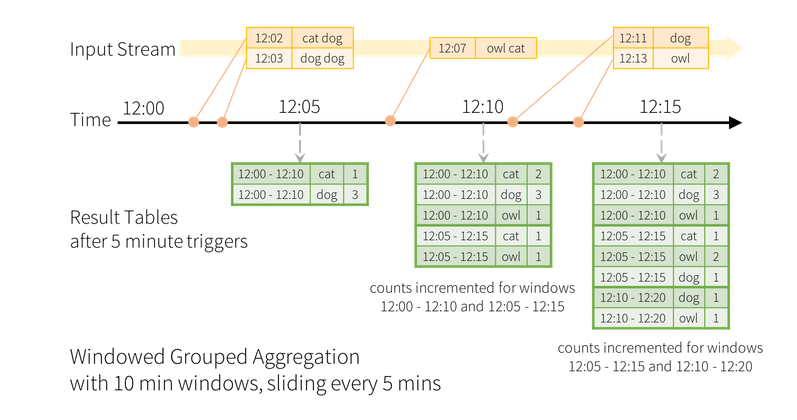 Input Stream
12:02 cat dog
12:03 dog dog
12:07 owl cat
12:11 dog
12:13 owl
Time
12:00
12:05
12:10
12:15
Result Tables
after 5 minute triggers
12:00 - 12:10 cat 1
12:00 - 12:10 dog 3
12:00 - 12:10 cat 2
12:00 - 12:10 dog 3
12:00 - 12:10 owl 1
12:05 - 12:15 cat 1
12:05 - 12:15 owl 1
counts incremented for windows
12:00 - 12:10 and 12:05 - 12:15
12:00 - 12:10 cat 2
12:00 - 12:10 dog 3
12:00 - 12:10 owl 1
12:05 - 12:15 cat 1
12:05 - 12:15 owl 2
12:05 - 12:15 dog 1
12:10 - 12:20 dog 1
12:10 - 12:20 owl 1
counts incremented for windows
12:05 - 12:15 and 12:10 - 12:20
Windowed Grouped Aggregation
with 10 min windows, sliding every 5 mins